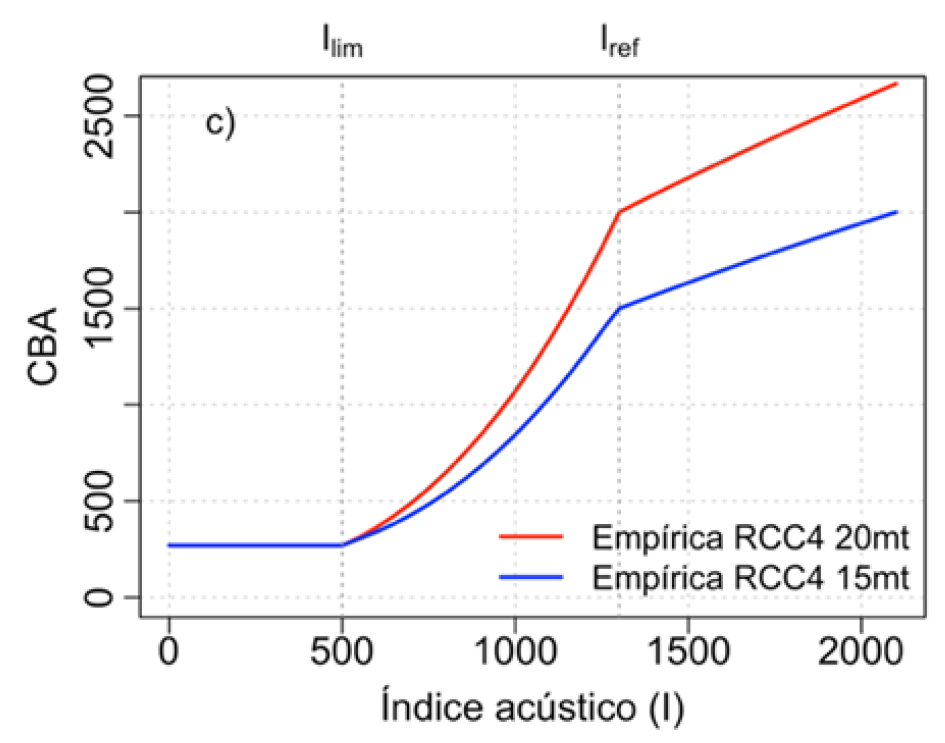 Ilim Iref
c)
2500
1500
500
0
CBA
Empírica RCC4 20mt
Empírica RCC4 15mt
0 500 1000 1500 2000
Índice acústico (I)